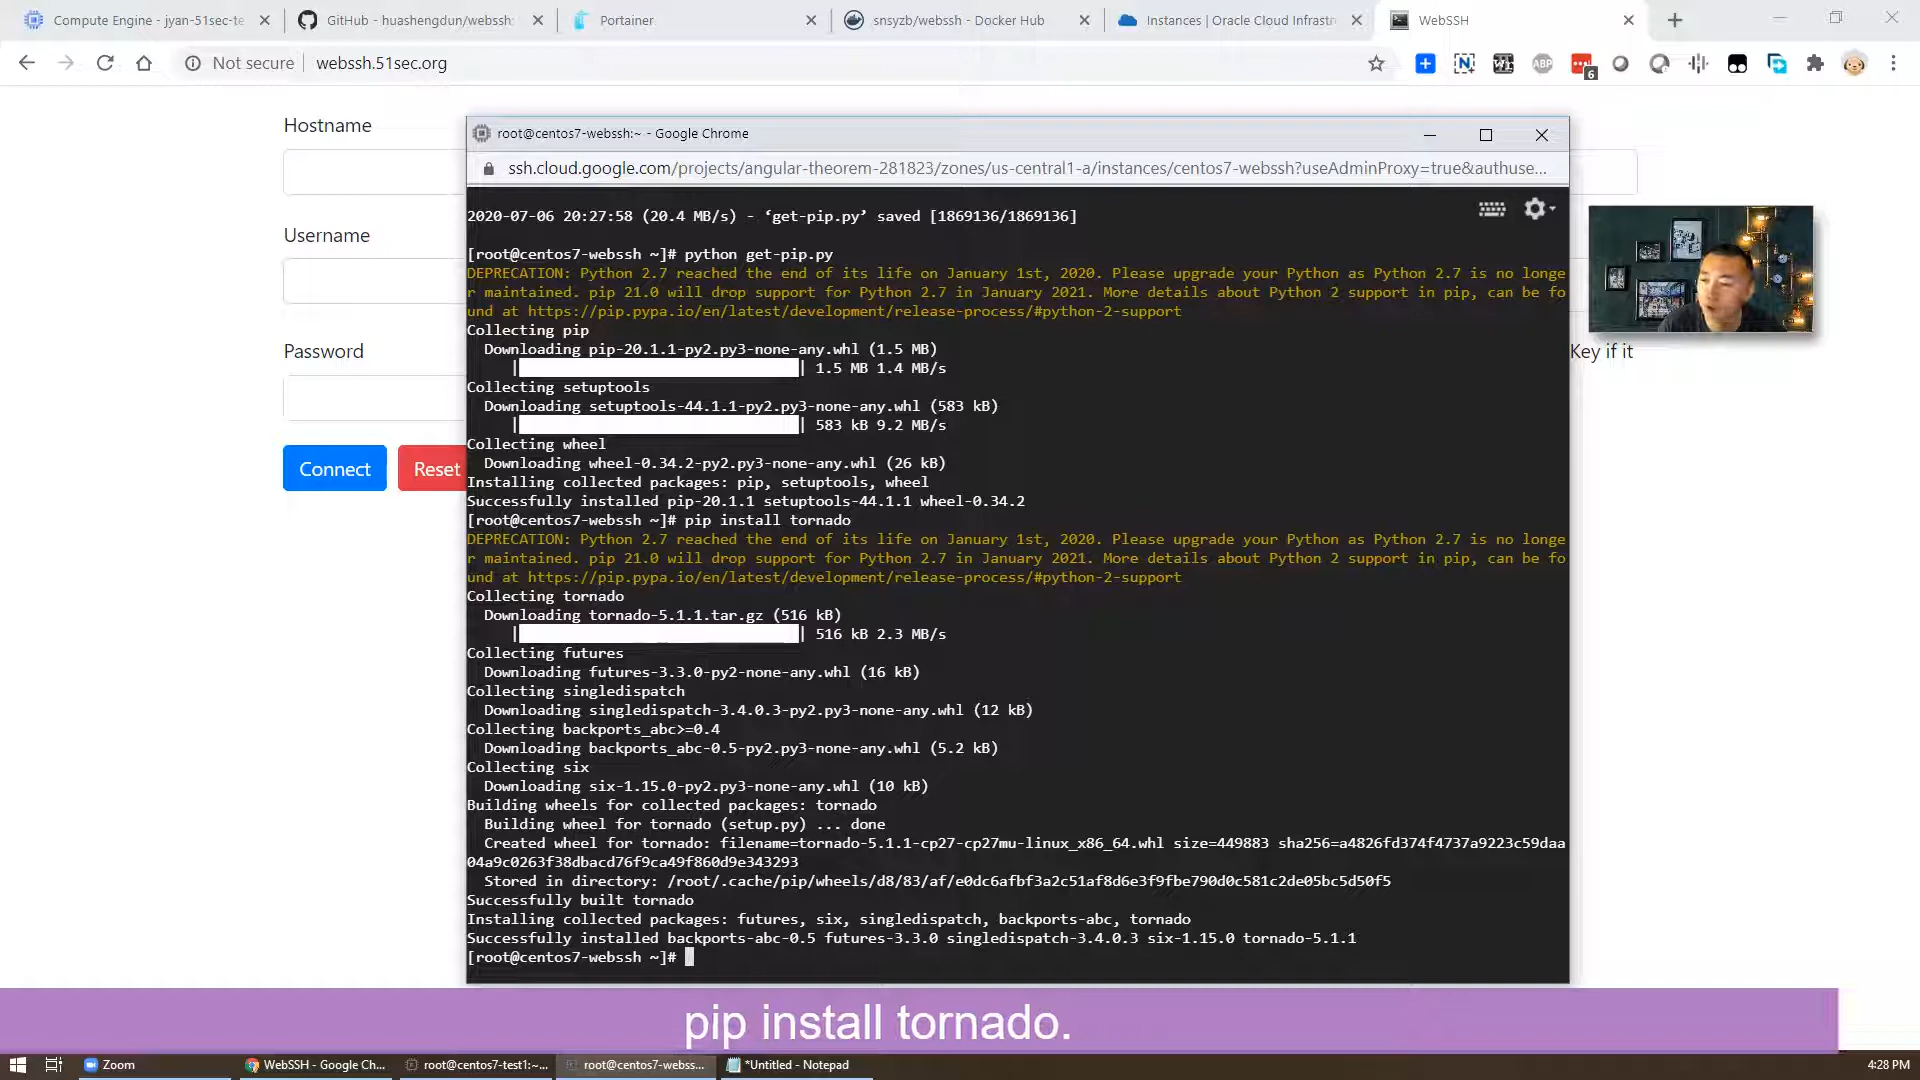 Compute Engine - jyan-51sec-te
GitHub - huashengdun/webssh:
Portainer
snsyzb/webssh - Docker Hub
Instances | Oracle Cloud Infrastr
WebSSH
Not secure
webssh.51sec.org
6
Hostname
Username
Password
Key if it
Connect
Reset
root@centos7-webssh:~ - Google Chrome
ssh.cloud.google.com/projects/angular-theorem-281823/zones/us-central1-a/instances/centos7-webssh?useAdminProxy=true&authuse...
2020-07-06 20:27:58 (20.4 MB/s) - ‘get-pip.py’ saved [1869136/1869136]
[root@centos7-webssh ~]# python get-pip.py
DEPRECATION: Python 2.7 reached the end of its life on January 1st, 2020. Please upgrade your Python as Python 2.7 is no longe
r maintained. pip 21.0 will drop support for Python 2.7 in January 2021. More details about Python 2 support in pip, can be fo
und at https://pip.pypa.io/en/latest/development/release-process/#python-2-support
Collecting pip
Downloading pip-20.1.1-py2.py3-none-any.whl (1.5 MB)
| | 1.5 MB 1.4 MB/s
Collecting setuptools
Downloading setuptools-44.1.1-py2.py3-none-any.whl (583 kB)
| | 583 kB 9.2 MB/s
Collecting wheel
Downloading wheel-0.34.2-py2.py3-none-any.whl (26 kB)
Installing collected packages: pip, setuptools, wheel
Successfully installed pip-20.1.1 setuptools-44.1.1 wheel-0.34.2
[root@centos7-webssh ~]# pip install tornado
DEPRECATION: Python 2.7 reached the end of its life on January 1st, 2020. Please upgrade your Python as Python 2.7 is no longe
r maintained. pip 21.0 will drop support for Python 2.7 in January 2021. More details about Python 2 support in pip, can be fo
und at https://pip.pypa.io/en/latest/development/release-process/#python-2-support
Collecting tornado
Downloading tornado-5.1.1.tar.gz (516 kB)
| | 516 kB 2.3 MB/s
Collecting futures
Downloading futures-3.3.0-py2-none-any.whl (16 kB)
Collecting singledispatch
Downloading singledispatch-3.4.0.3-py2.py3-none-any.whl (12 kB)
Collecting backports_abc>=0.4
Downloading backports_abc-0.5-py2.py3-none-any.whl (5.2 kB)
Collecting six
Downloading six-1.15.0-py2.py3-none-any.whl (10 kB)
Building wheels for collected packages: tornado
Building wheel for tornado (setup.py) ... done
Created wheel for tornado: filename=tornado-5.1.1-cp27-cp27mu-linux_x86_64.whl size=449883 sha256=a4826fd374f4737a9223c59daa
04a9c0263f38dbacd76f9ca49f860d9e343293
Stored in directory: /root/.cache/pip/wheels/d8/83/af/e0dc6afbf3a2c51af8d6e3f9fbe790d0c581c2de05bc5d50f5
Successfully built tornado
Installing collected packages: futures, six, singledispatch, backports-abc, tornado
Successfully installed backports-abc-0.5 futures-3.3.0 singledispatch-3.4.0.3 six-1.15.0 tornado-5.1.1
[root@centos7-webssh ~]#
pip install tornado.
Zoom
WebSSH - Google Ch...
root@centos7-test1:~...
root@centos7-webss...
*Untitled - Notepad
4:28 PM